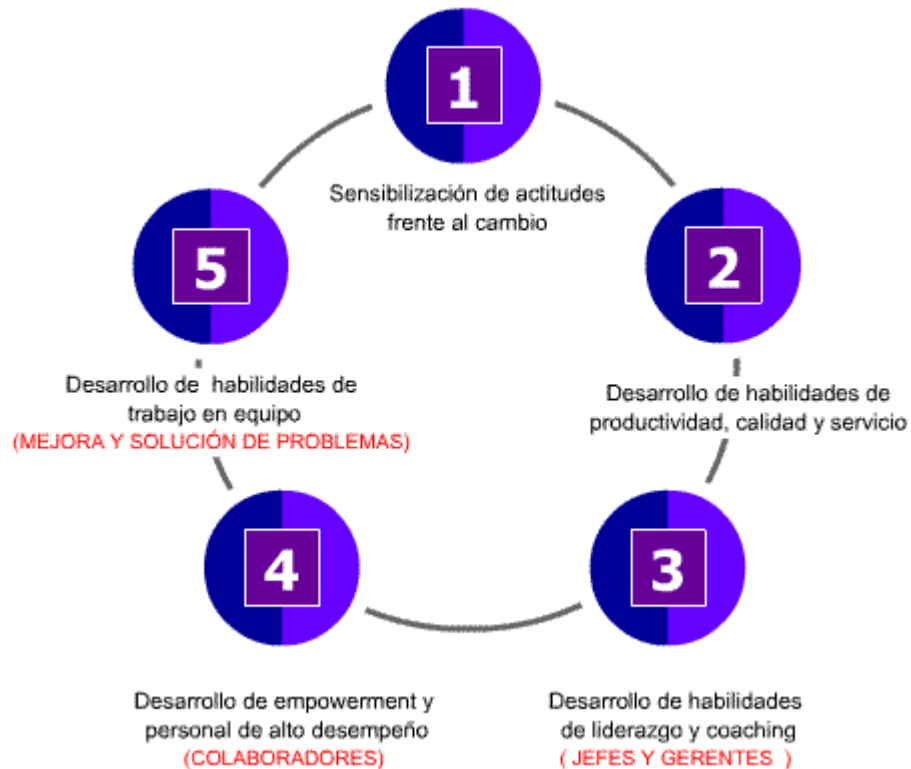 1
Sensibilización de actitudes
frente al cambio
2
Desarrollo de habilidades de
productividad, calidad y servicio
3
Desarrollo de habilidades
de liderazgo y coaching
( JEFES Y GERENTES )
4
Desarrollo de empowerment y
personal de alto desempeño
(COLABORADORES)
5
Desarrollo de habilidades de
trabajo en equipo
(MEJORA Y SOLUCIÓN DE PROBLEMAS)